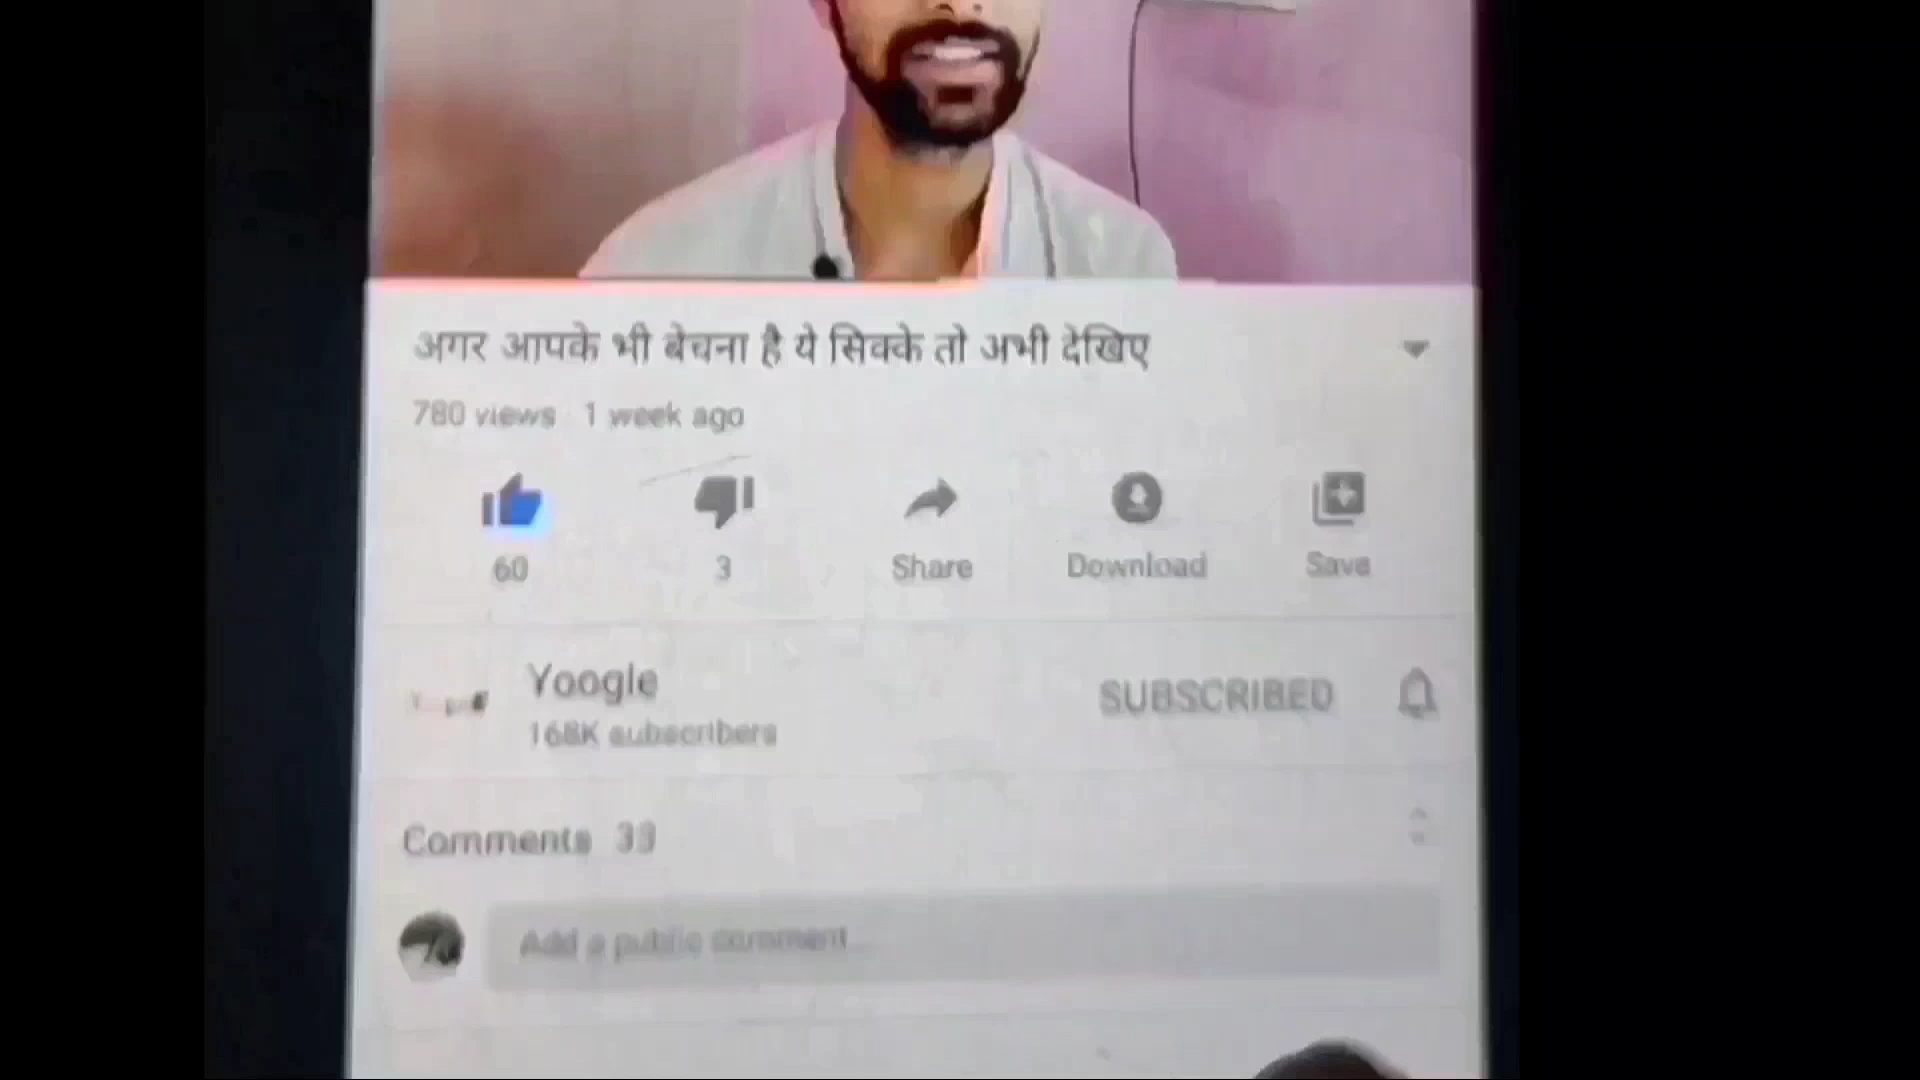 अगर आपके भी बेचना है ये सिक्के तो अभी देखिए
780 views · 1 week ago
60
3
Share
Download
Save
Yoogle
SUBSCRIBED
168K subscribers
Comments 33
Add a public comment...